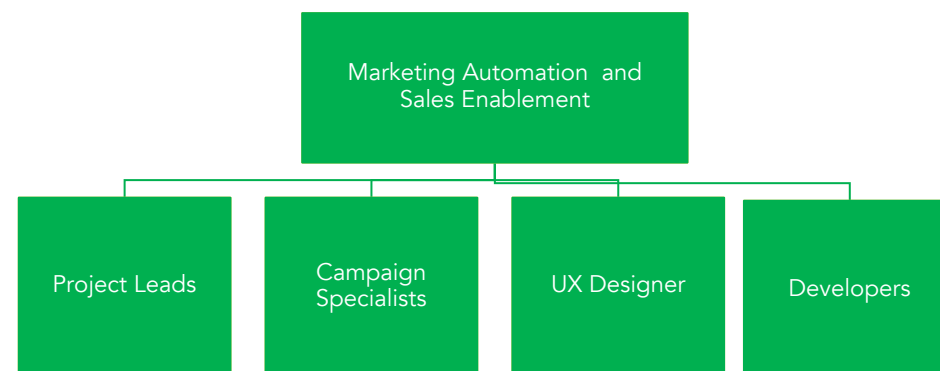 Marketing Automation  and
Sales Enablement
Project Leads
Campaign
Specialists
UX Designer
Developers